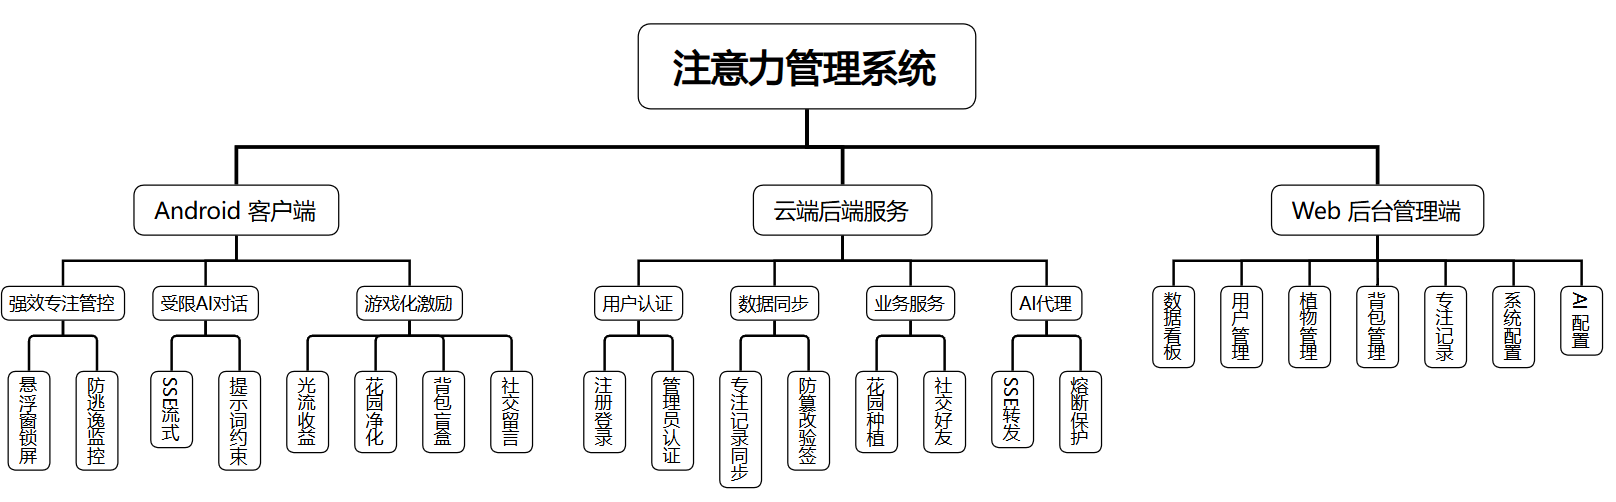 注意力管理系统
Android 客户端
云端后端服务
Web 后台管理端
强效专注管控
受限AI对话
游戏化激励
用户认证
数据同步
业务服务
AI代理
数据看板
用户管理
植物管理
背包管理
专注记录
系统配置
AI 配置
悬浮窗锁屏
防逃逸监控
SSE流式
提示词约束
光流收益
花园净化
背包盲盒
社交留言
注册登录
管理员认证
专注记录同步
防篡改验签
花园种植
社交好友
SSE转发
熔断保护